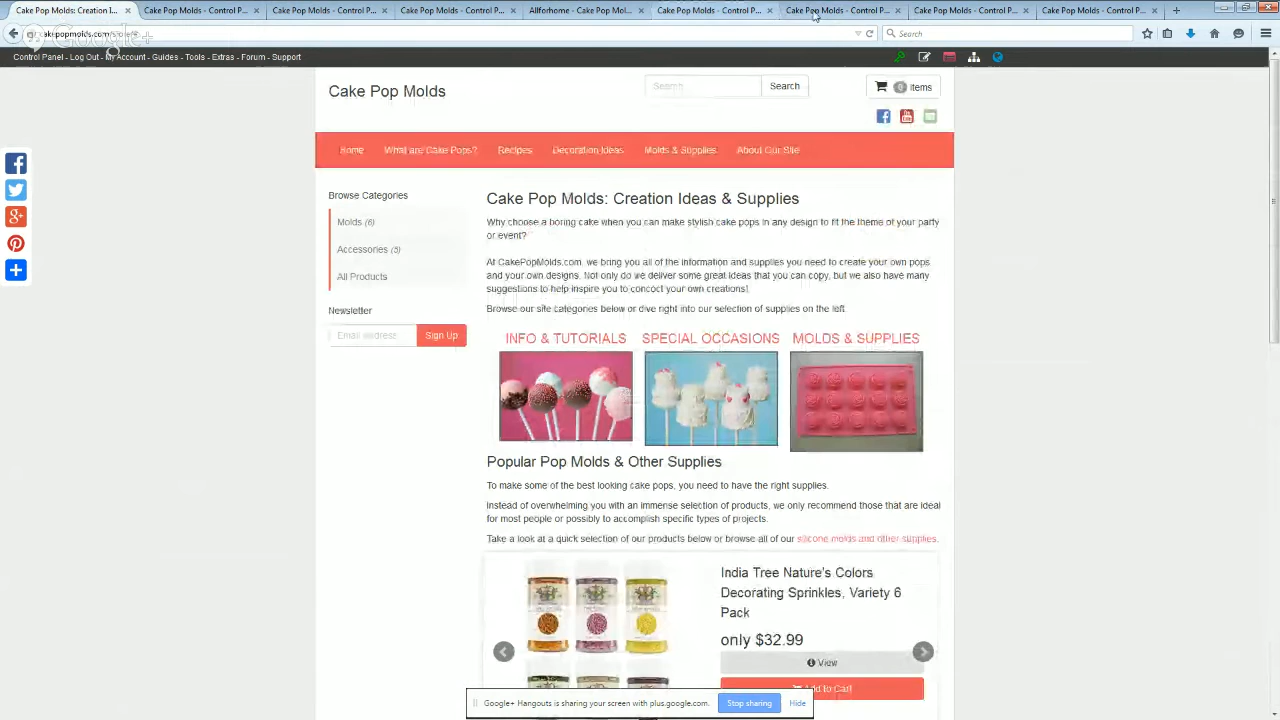 Cake Pop Molds: Creation I...
Cake Pop Molds - Control P...
Cake Pop Molds - Control P...
Cake Pop Molds - Control P...
Allforhome - Cake Pop Mol...
Cake Pop Molds - Control P...
Cake Pop Molds - Control P...
Cake Pop Molds - Control P...
Cake Pop Molds - Control P...
Google+
Search
Control Panel - Log Out - My Account - Guides - Tools - Extras - Forum - Support
Cake Pop Molds
Search
Search
0 items
Home
What are Cake Pops?
Recipes
Decoration Ideas
Molds & Supplies
About Our Site
Browse Categories
Molds (6)
Accessories (5)
All Products
Newsletter
Email address
Sign Up
Cake Pop Molds: Creation Ideas & Supplies
Why choose a boring cake when you can make stylish cake pops in any design to fit the theme of your party
or event?
At CakePopMolds.com, we bring you all of the information and supplies you need to create your own pops
and your own designs. Not only do we deliver some great ideas that you can copy, but we also have many
suggestions to help inspire you to concoct your own creations!
Browse our site categories below or dive right into our selection of supplies on the left.
INFO & TUTORIALS
SPECIAL OCCASIONS
MOLDS & SUPPLIES
Popular Pop Molds & Other Supplies
To make some of the best looking cake pops, you need to have the right supplies.
Instead of overwhelming you with an immense selection of products, we only recommend those that are ideal
for most people or possibly to accomplish specific types of projects.
Take a look at a quick selection of our products below or browse all of our silicone molds and other supplies.
India Tree Nature's Colors
Decorating Sprinkles, Variety 6
Pack
only $32.99
View
Add to Cart
Google+ Hangouts is sharing your screen with plus.google.com.
Stop sharing
Hide